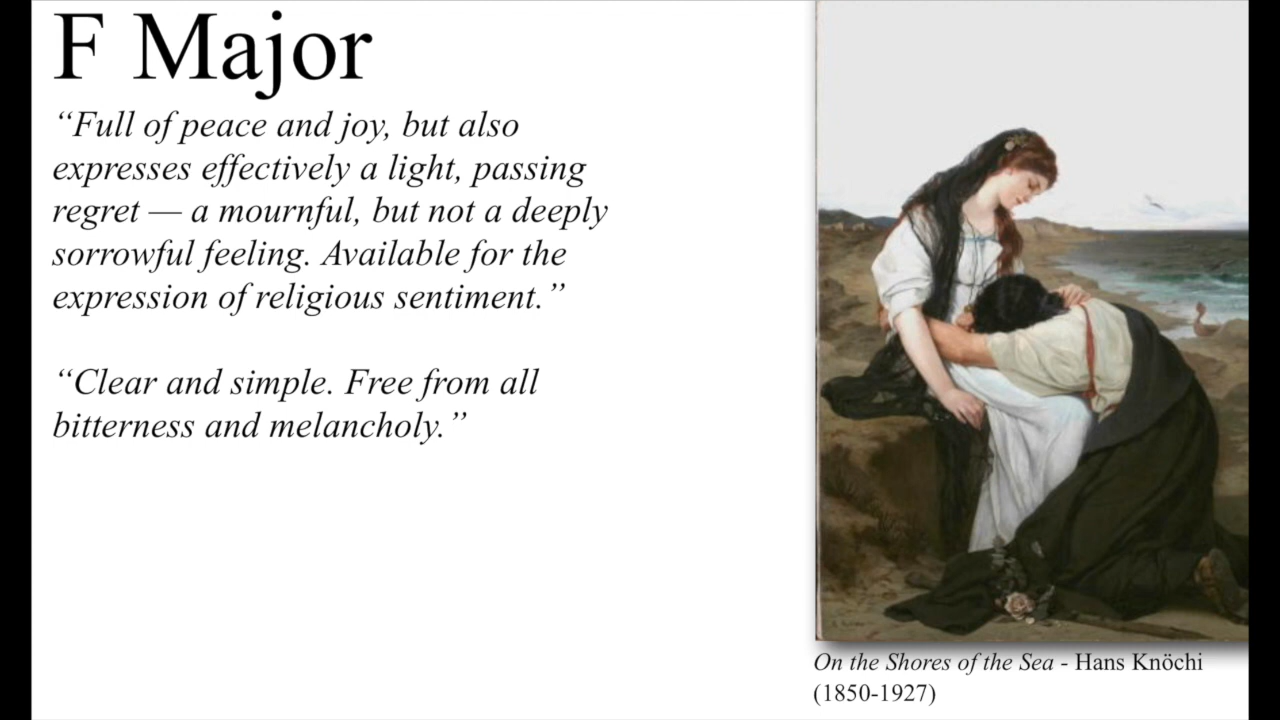 F Major
“Full of peace and joy, but also
expresses effectively a light, passing
regret — a mournful, but not a deeply
sorrowful feeling. Available for the
expression of religious sentiment.”
“Clear and simple. Free from all
bitterness and melancholy.”
On the Shores of the Sea - Hans Knöchi
(1850-1927)